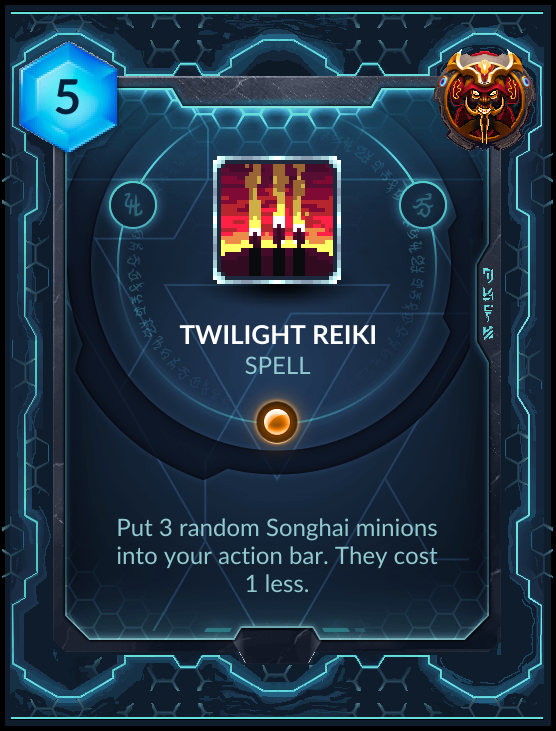 5
TWILIGHT REIKI
SPELL
Put 3 random Songhai minions
into your action bar. They cost
1 less.